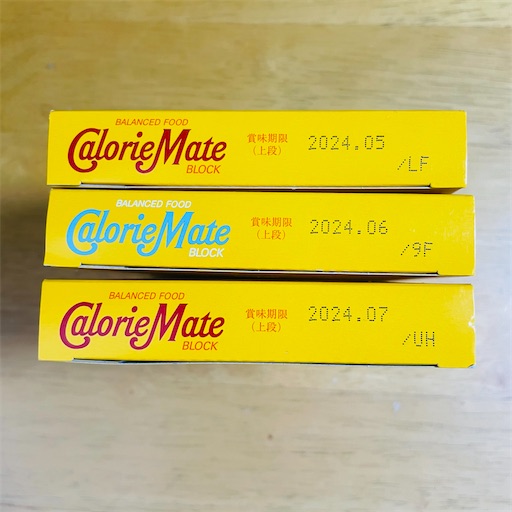 BALANCED FOOD
CalorieMate
BLOCK
賞味期限
(上段)
2024.05
/LF
BALANCED FOOD
CalorieMate
BLOCK
賞味期限
(上段)
2024.06
/9F
BALANCED FOOD
CalorieMate
BLOCK
賞味期限
(上段)
2024.07
/UH